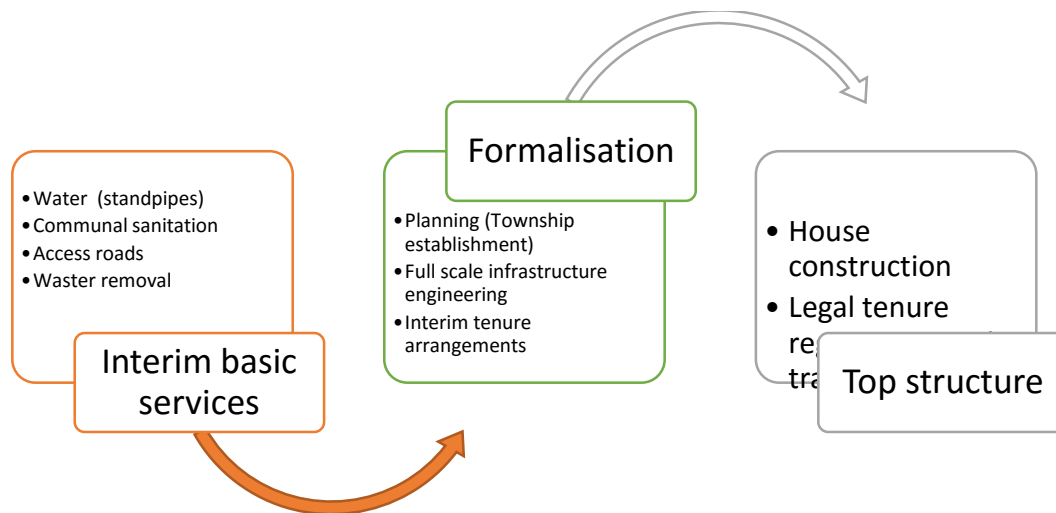 •Water (standpipes)
•Communal sanitation
•Access roads
•Waster removal
Interim basic
services
Formalisation
•Planning (Township
establishment)
•Full scale infrastructure
engineering
•Interim tenure
arrangements
• House
construction
• Legal tenure
Top structure